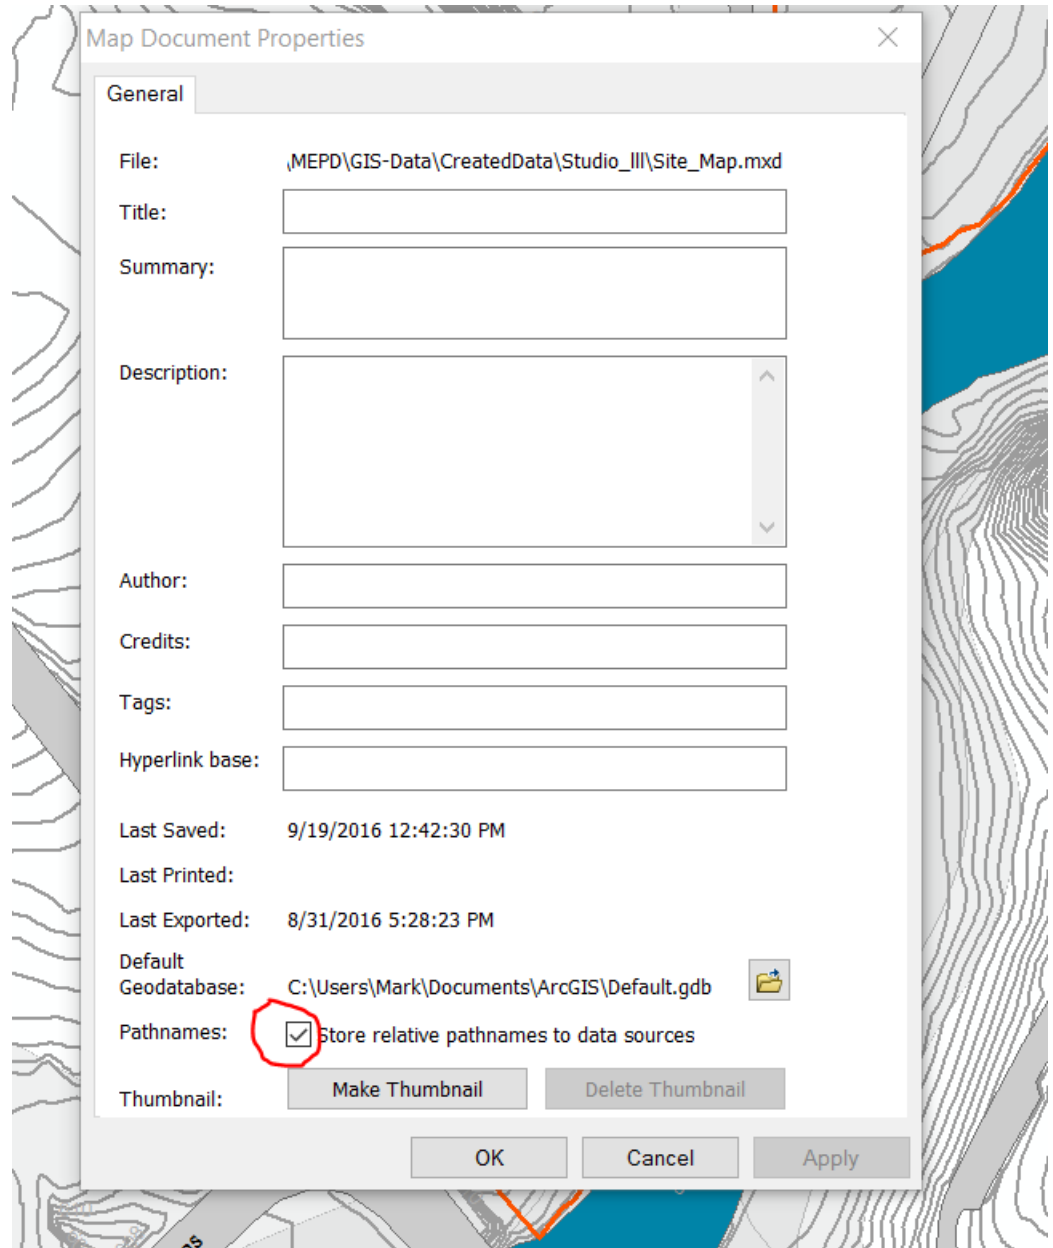 Map Document Properties
General
File: \MEPD\GIS-Data\CreatedData\Studio_lll\Site_Map.mxd
Title:
Summary:
Description:
Author:
Credits:
Tags:
Hyperlink base:
Last Saved: 9/19/2016 12:42:30 PM
Last Printed:
Last Exported: 8/31/2016 5:28:23 PM
Default
Geodatabase: C:\Users\Mark\Documents\ArcGIS\Default.gdb
Pathnames: Store relative pathnames to data sources
Thumbnail: Make Thumbnail Delete Thumbnail
OK Cancel Apply